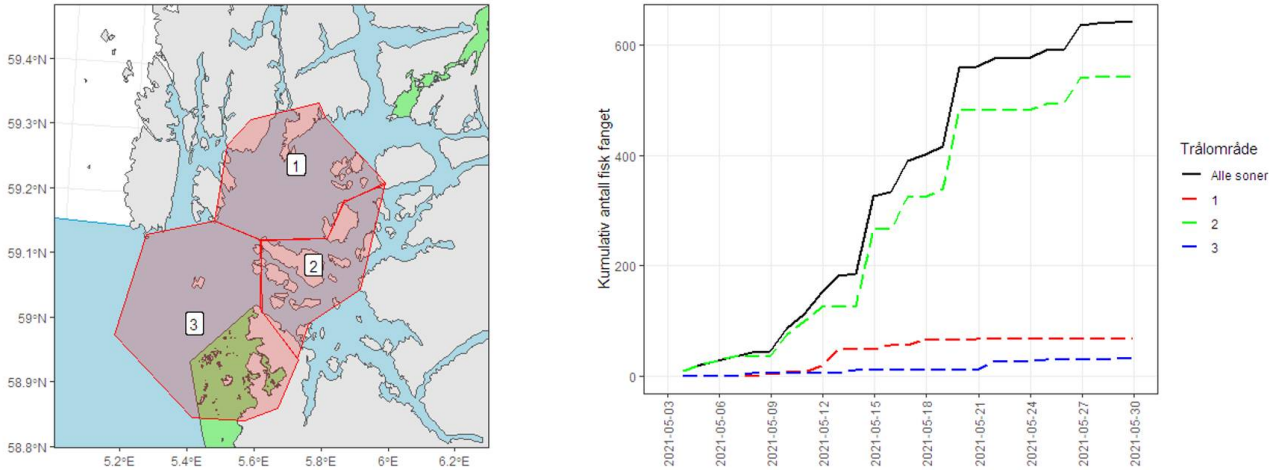 59.4°N
59.3°N
59.2°N
59.1°N
59°N
58.9°N
58.8°N
5.2°E
5.4°E
5.6°E
5.8°E
6°E
6.2°E
1
2
3
Kumulativ antall fisk fanget
600
400
200
0
2021-05-03
2021-05-06
2021-05-09
2021-05-12
2021-05-15
2021-05-18
2021-05-21
2021-05-24
2021-05-27
2021-05-30
Trålområde
Alle soner
1
2
3